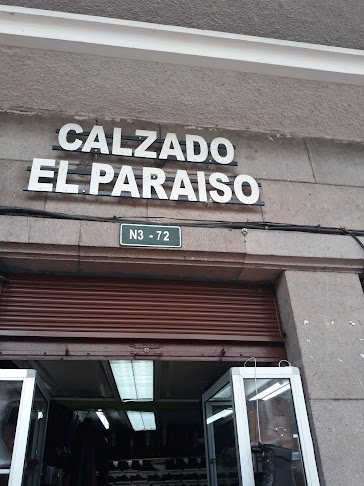 CALZADO
EL PARAISO
N3 - 72